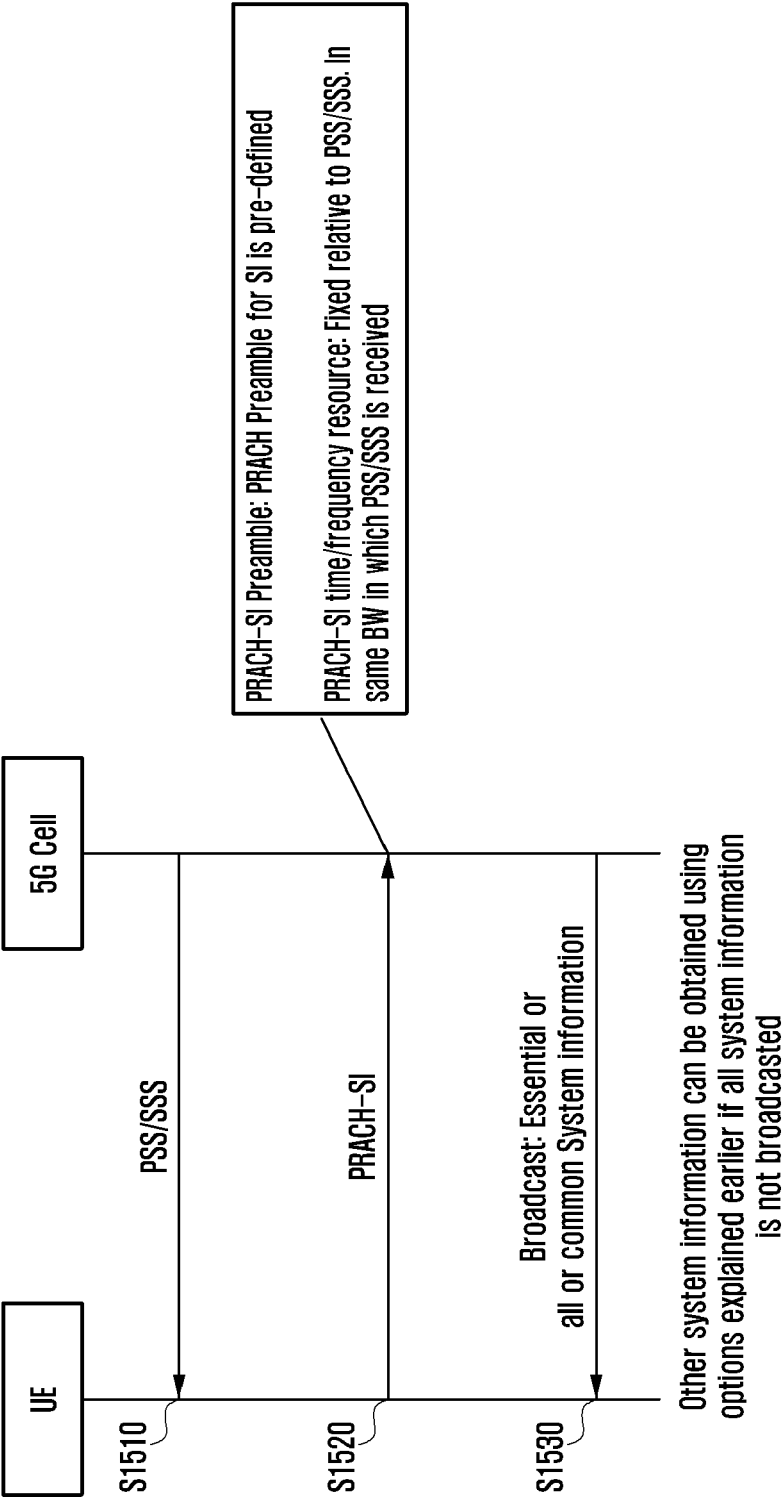 UE
5G Cell
S1510
PSS/SSS
S1520
PRACH-SI
PRACH-SI Preamble: PRACH Preamble for SI is pre-defined
PRACH-SI time/frequency resource: Fixed relative to PSS/SSS. In
same BW in which PSS/SSS is received
S1530
Broadcast: Essential or
all or common System information
Other system information can be obtained using
options explained earlier if all system information
is not broadcasted